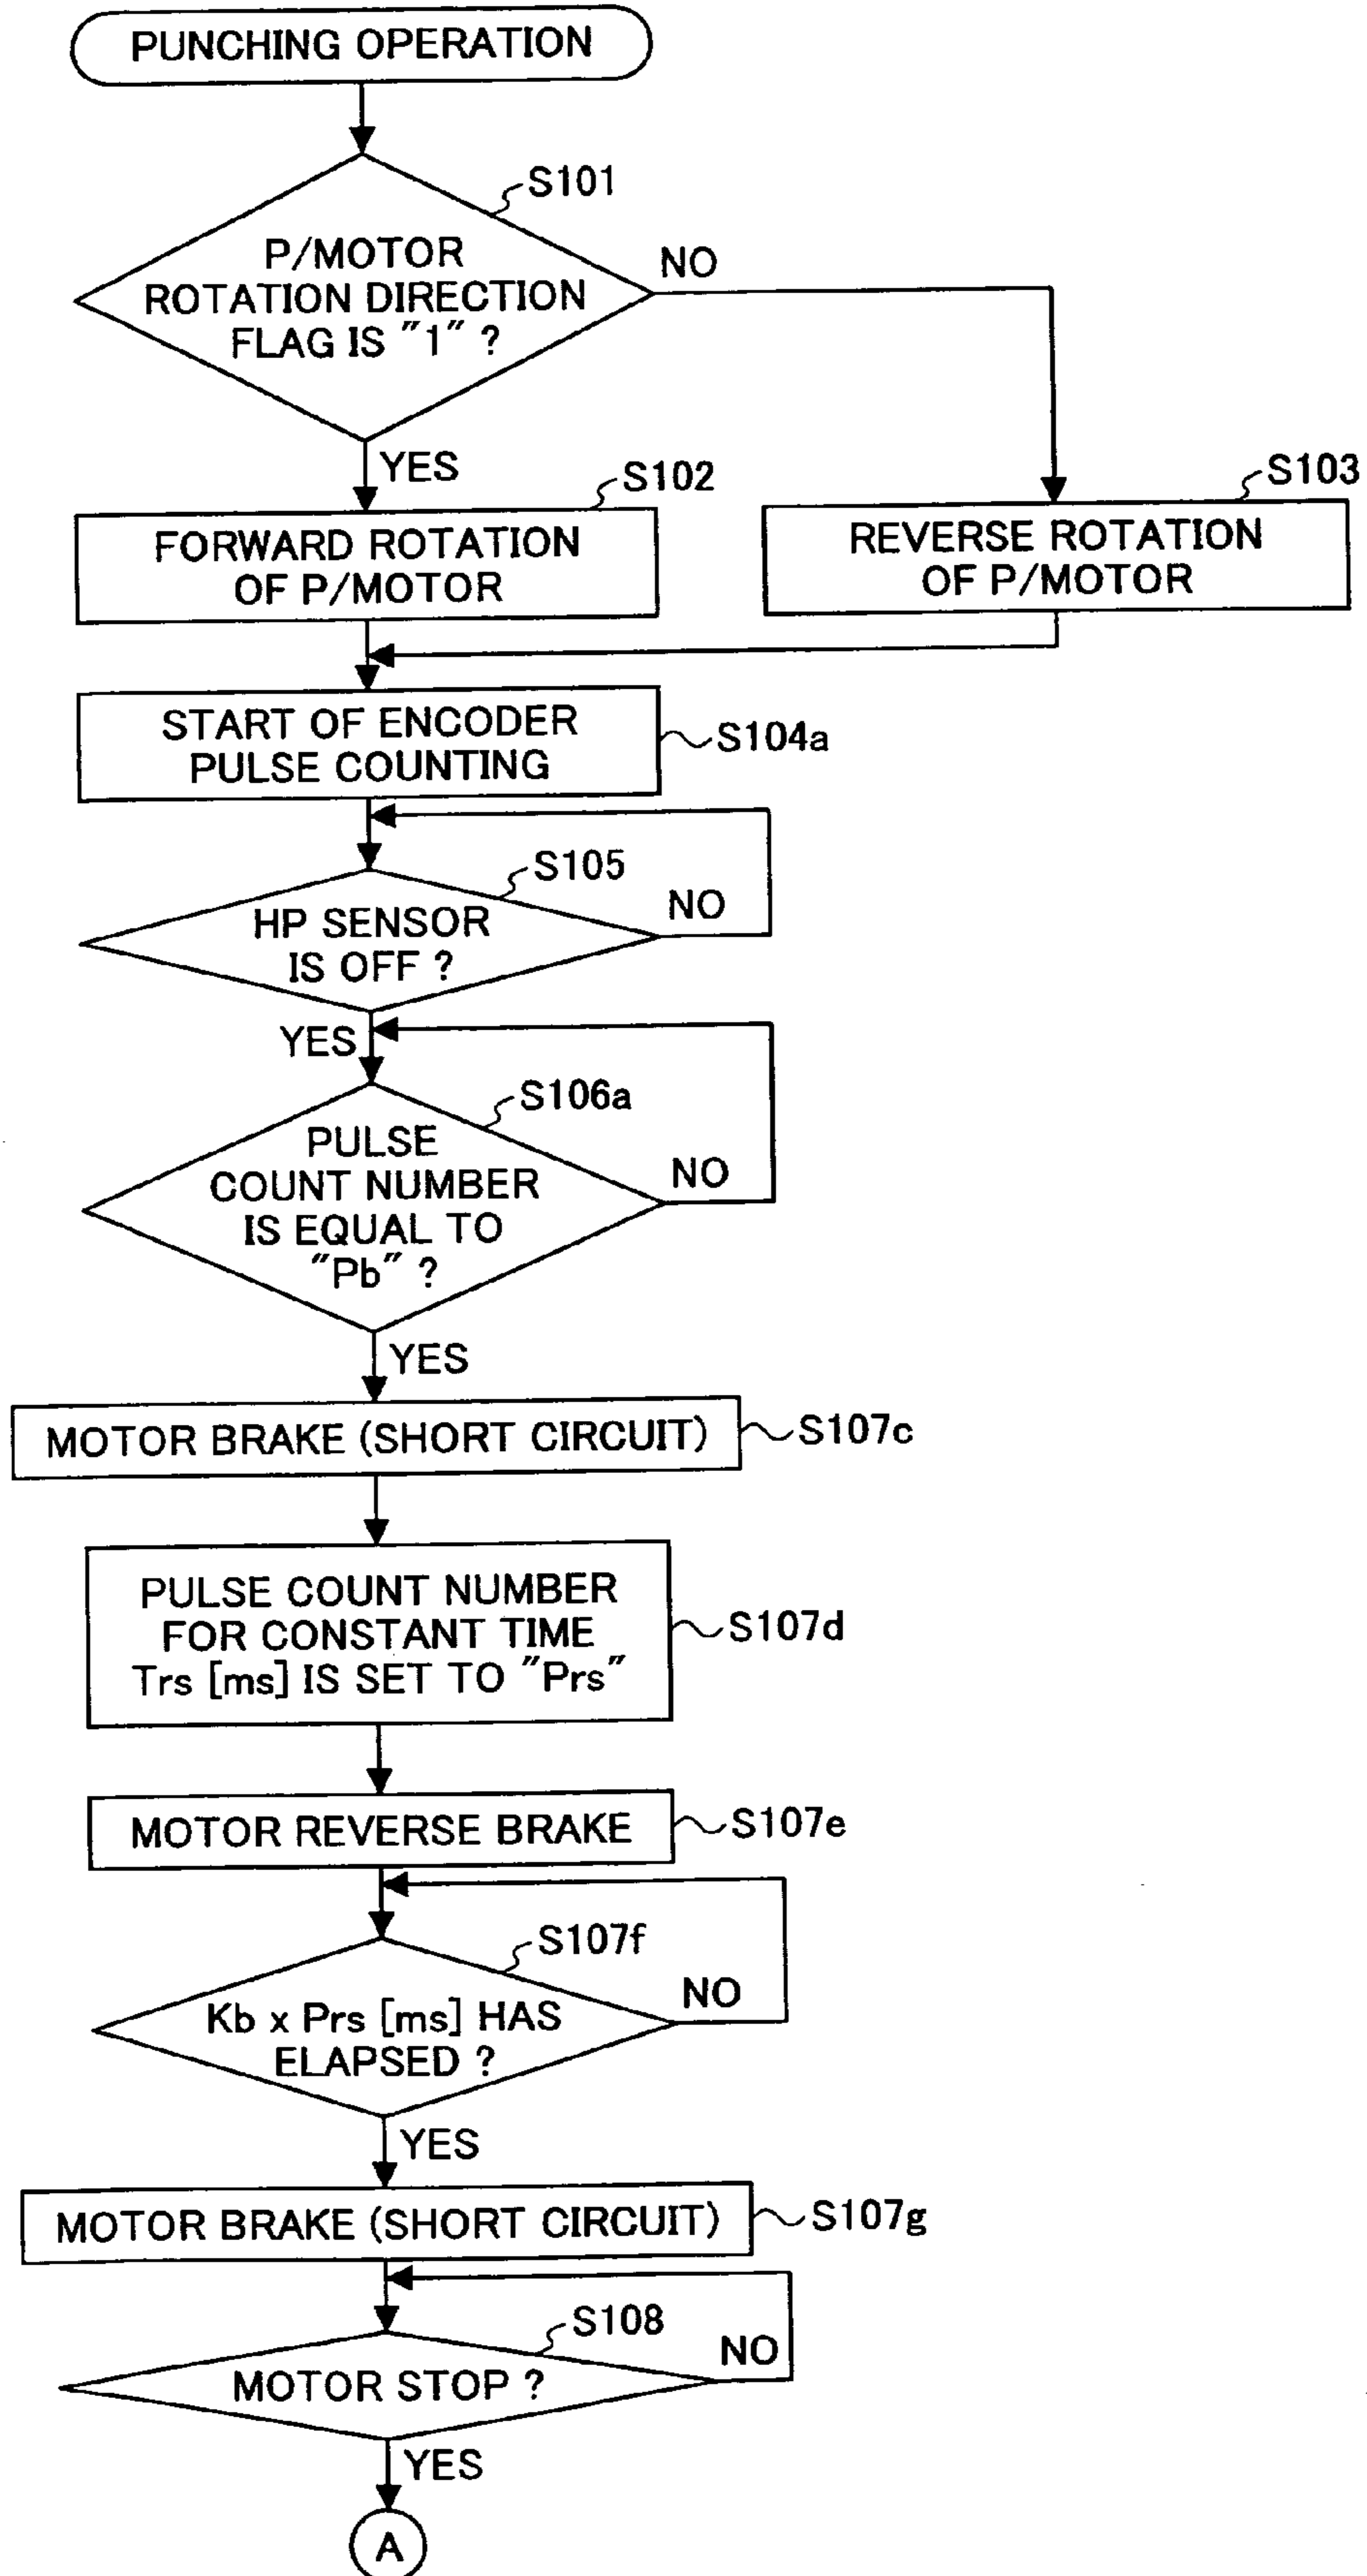 PUNCHING OPERATION
S101
P/MOTOR
ROTATION DIRECTION
FLAG IS "1" ?
NO
YES
S102
FORWARD ROTATION
OF P/MOTOR
S103
REVERSE ROTATION
OF P/MOTOR
START OF ENCODER
PULSE COUNTING
S104a
S105
HP SENSOR
IS OFF ?
NO
YES
S106a
PULSE
COUNT NUMBER
IS EQUAL TO
"Pb" ?
NO
YES
MOTOR BRAKE (SHORT CIRCUIT)
S107c
PULSE COUNT NUMBER
FOR CONSTANT TIME
Trs [ms] IS SET TO "Prs"
S107d
MOTOR REVERSE BRAKE
S107e
S107f
Kb x Prs [ms] HAS
ELAPSED ?
NO
YES
MOTOR BRAKE (SHORT CIRCUIT)
S107g
S108
MOTOR STOP ?
NO
YES
A